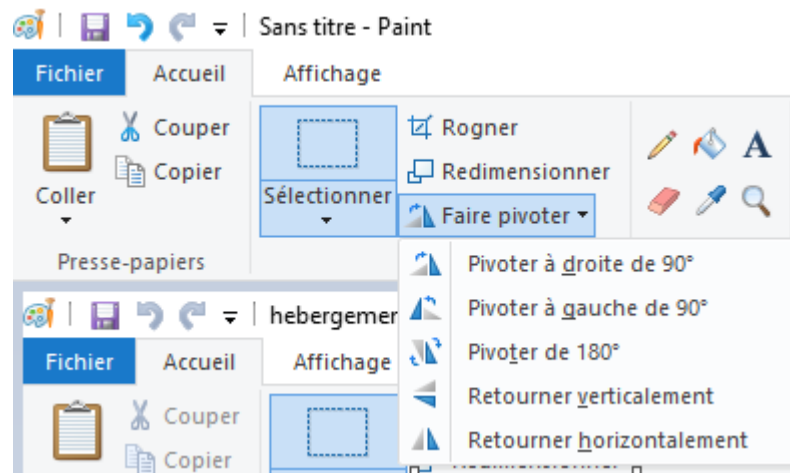 Sans titre - Paint
Fichier Accueil Affichage
Couper
Copier
Coller
Presse-papiers
Sélectionner
Rogner
Redimensionner
Faire pivoter
A
Pivoter à droite de 90°
Pivoter à gauche de 90°
Pivoter de 180°
Retourner verticalement
Retourner horizontalement
hebergemer
Fichier Accueil Affichage
Couper
Copier